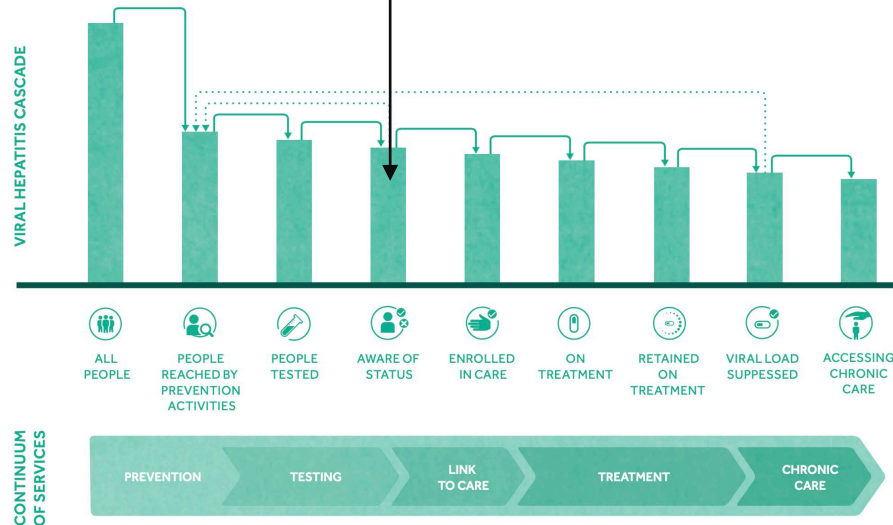 VIRAL HEPATITIS CASCADE
ALL
PEOPLE
PEOPLE
REACHED BY
PREVENTION
ACTIVITIES
PEOPLE
TESTED
AWARE OF
STATUS
ENROLLED
IN CARE
ON
TREATMENT
RETAINED
ON
TREATMENT
VIRAL LOAD
SUPPESSED
ACCESSING
CHRONIC
CARE
CONTINUUM
OF SERVICES
PREVENTION
TESTING
LINK
TO CARE
TREATMENT
CHRONIC
CARE